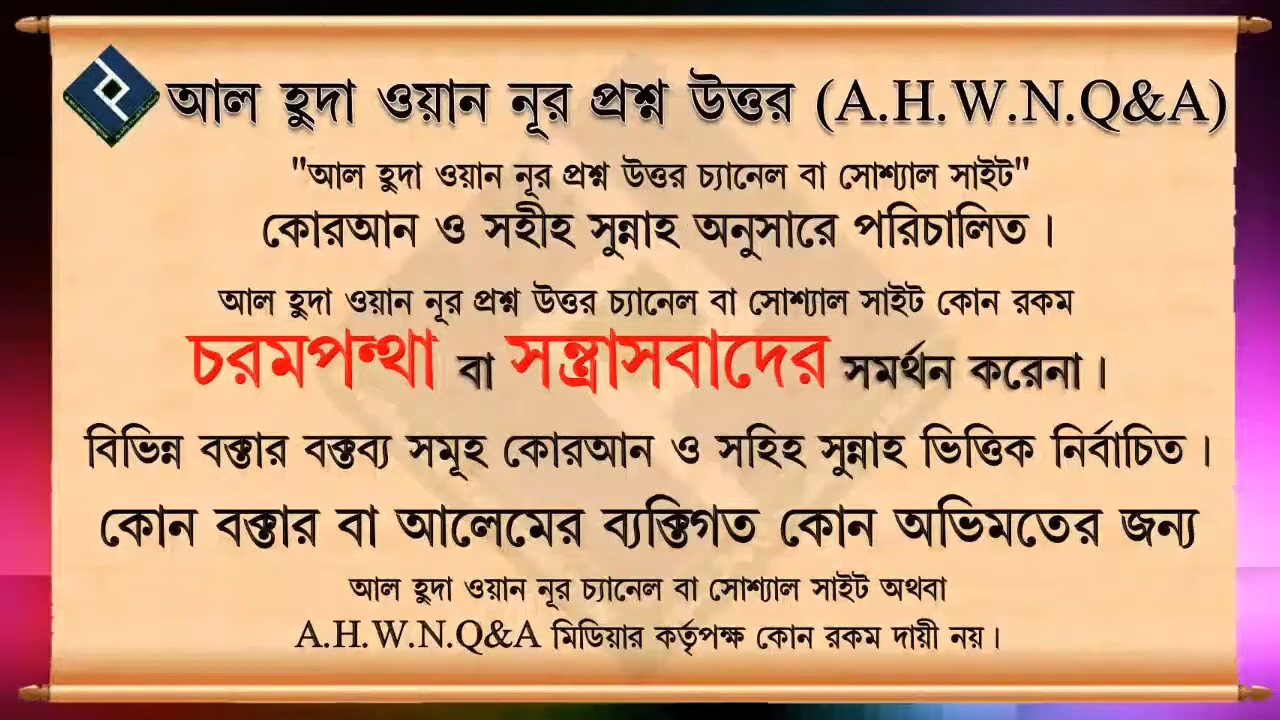 আল হুদা ওয়ান নূর প্রশ্ন উত্তর (A.H.W.N.Q&A)
"আল হুদা ওয়ান নূর প্রশ্ন উত্তর চ্যানেল বা সোশ্যাল সাইট"
কোরআন ও সহীহ সুন্নাহ অনুসারে পরিচালিত।
আল হুদা ওয়ান নূর প্রশ্ন উত্তর চ্যানেল বা সোশ্যাল সাইট কোন রকম
চরমপন্থা বা সন্ত্রাসবাদের সমর্থন করেনা।
বিভিন্ন বক্তার বক্তব্য সমূহ কোরআন ও সহিহ সুন্নাহ ভিত্তিক নির্বাচিত।
কোন বক্তার বা আলেমের ব্যক্তিগত কোন অভিমতের জন্য
আল হুদা ওয়ান নূর চ্যানেল বা সোশ্যাল সাইট অথবা
A.H.W.N.Q&A মিডিয়ার কর্তৃপক্ষ কোন রকম দায়ী নয়।